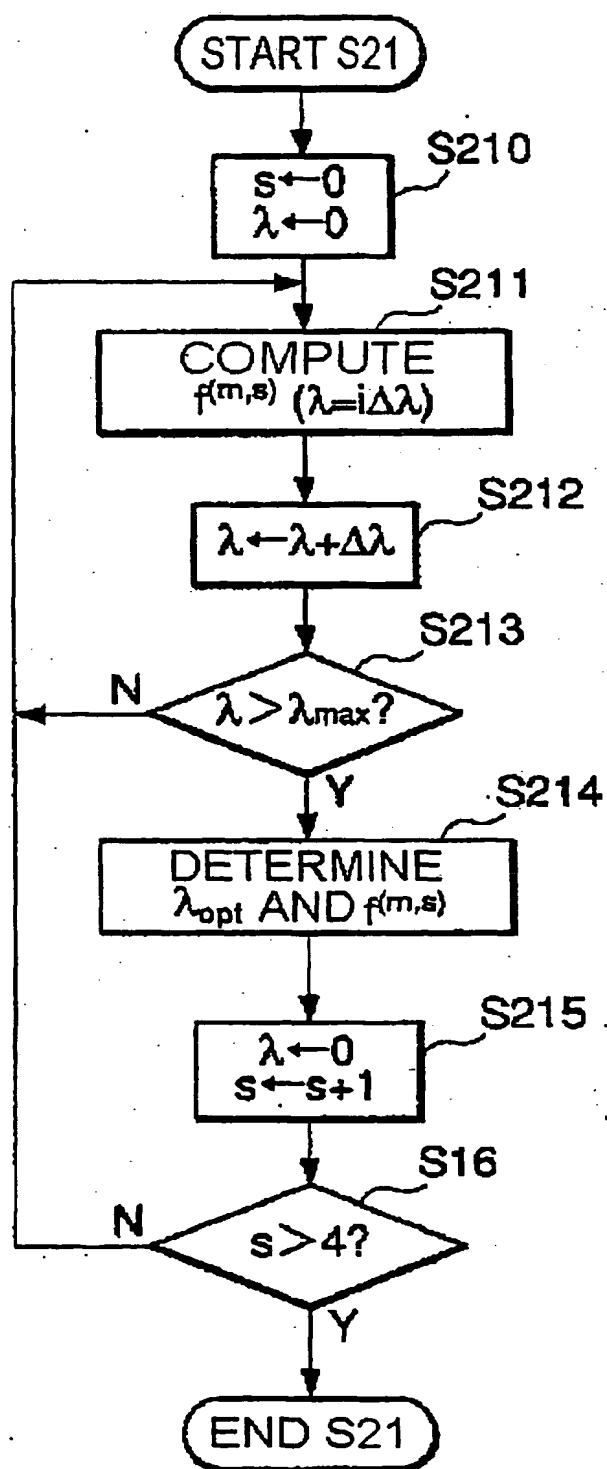 START S21
S210
s←0
λ←0
S211
COMPUTE
f(m,s) (λ=iΔλ)
S212
λ←λ+Δλ
S213
N
λ>λmax?
Y
S214
DETERMINE
λopt AND f(m,s)
S215
λ←0
s←s+1
S16
N
s>4?
Y
END S21